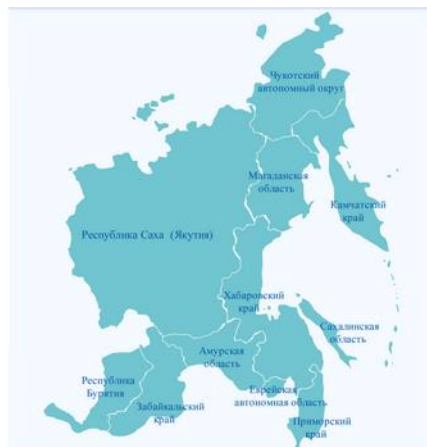 Чукотский
автономный округ
Магаданская
область
Камчатский
край
Республика Саха (Якутия)
Хабаровский
край
Сахалинская
область
Амурская
область
Республика
Бурятия
Еврейская
автономная область
Забайкальский
край
Приморский
край